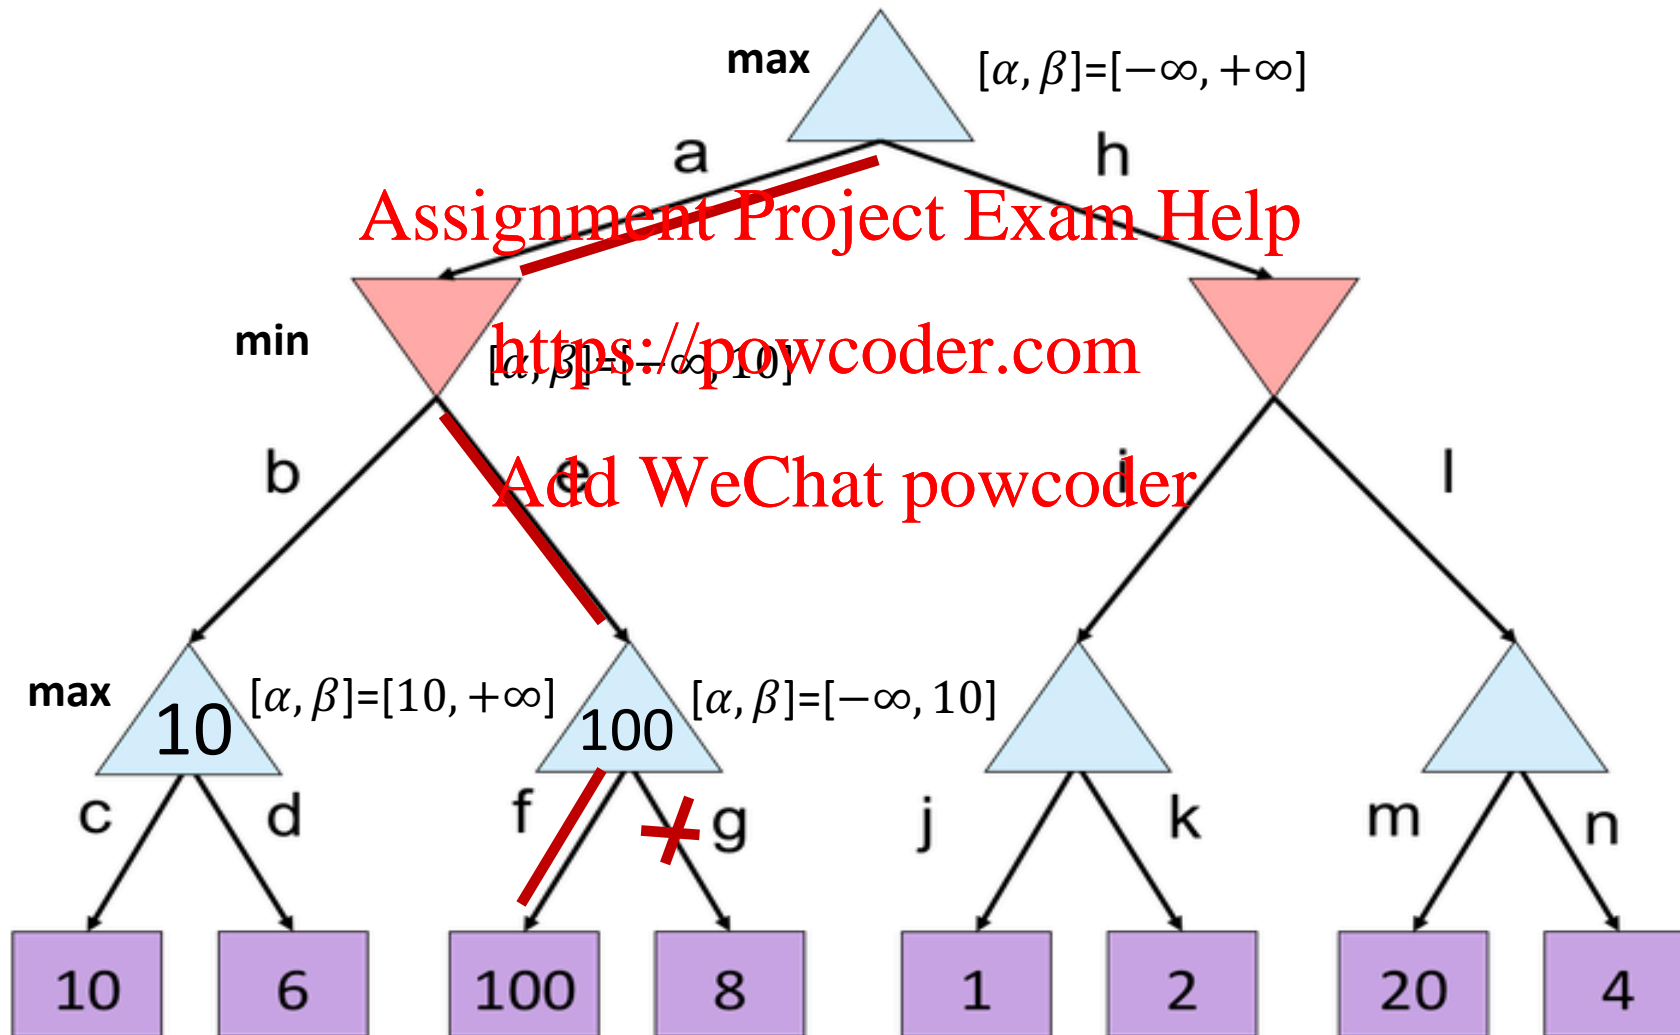 max
[α, β]=[−∞, +∞]
a
h
Assignment Project Exam Help
min
[α, β]=[−∞, 10]
https://powcoder.com
b
e
i
l
Add WeChat powcoder
max
10
[α, β]=[10, +∞]
100
[α, β]=[−∞, 10]
c
d
f
g
j
k
m
n
10
6
100
8
1
2
20
4